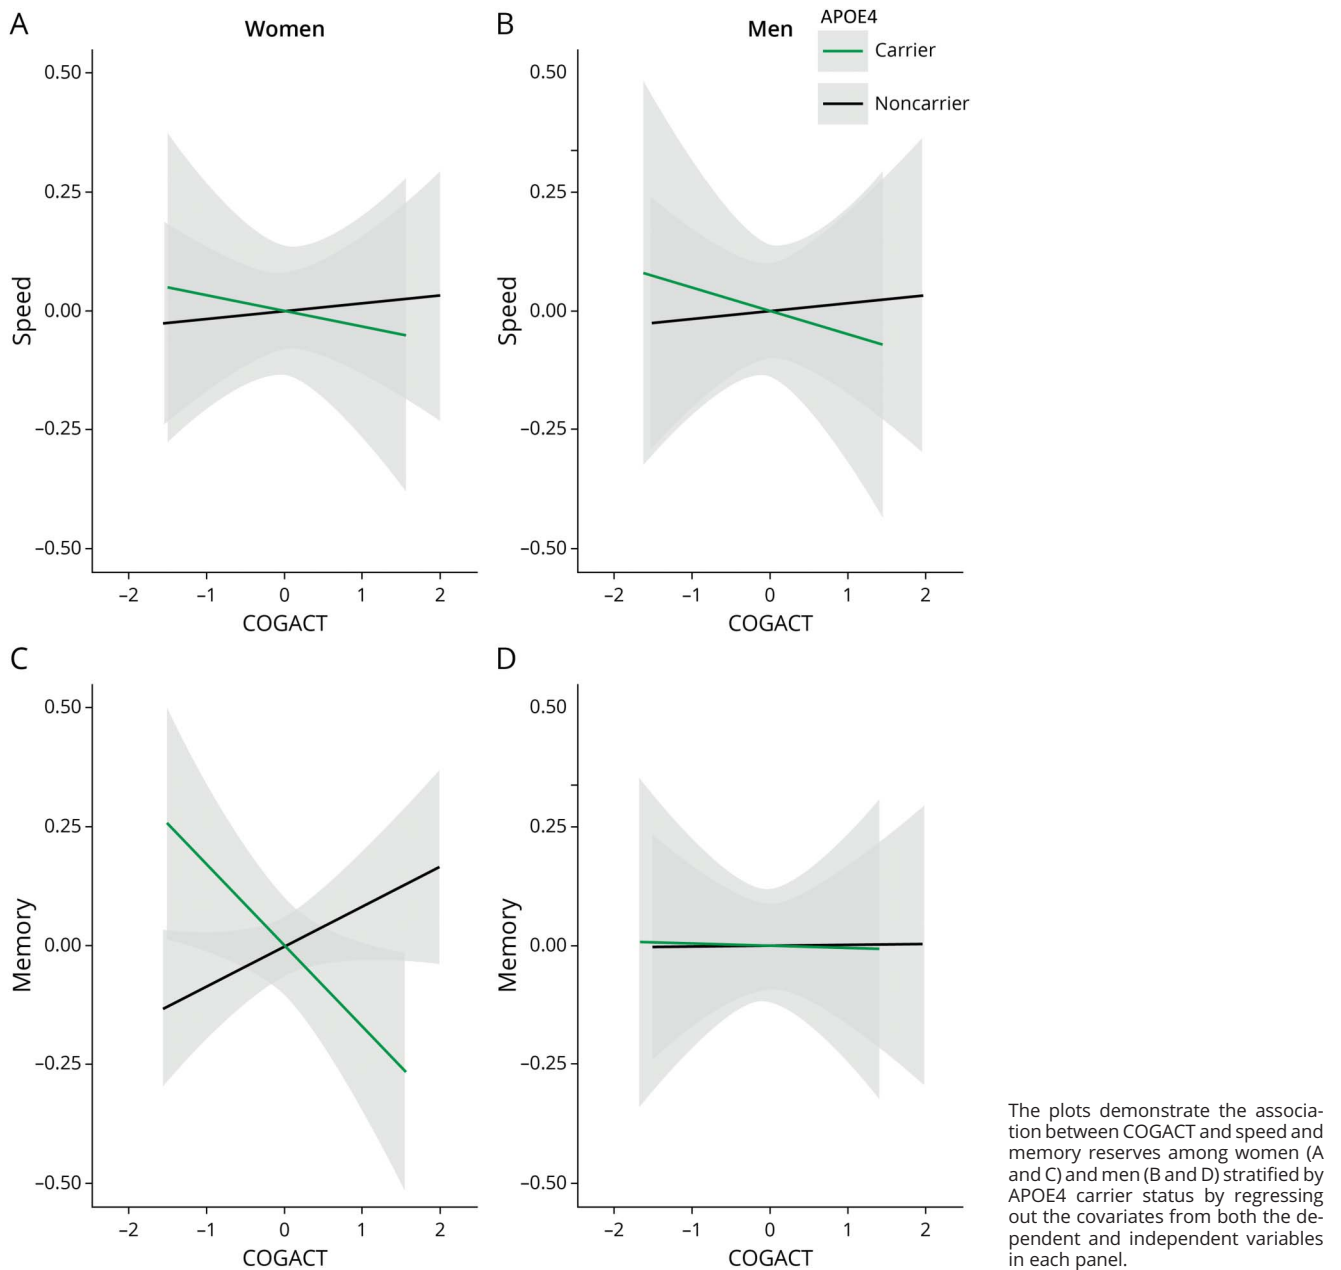 A
Women
0.50
0.25
0.00
−0.25
−0.50
Speed
−2 −1 0 1 2
COGACT
B
Men
APOE4
Carrier
Noncarrier
0.50
0.25
0.00
−0.25
−0.50
Speed
−2 −1 0 1 2
COGACT
C
0.50
0.25
0.00
−0.25
−0.50
Memory
−2 −1 0 1 2
COGACT
D
0.50
0.25
0.00
−0.25
−0.50
Memory
−2 −1 0 1 2
COGACT
The plots demonstrate the associa-
tion between COGACT and speed and
memory reserves among women (A
and C) and men (B and D) stratified by
APOE4 carrier status by regressing
out the covariates from both the de-
pendent and independent variables
in each panel.